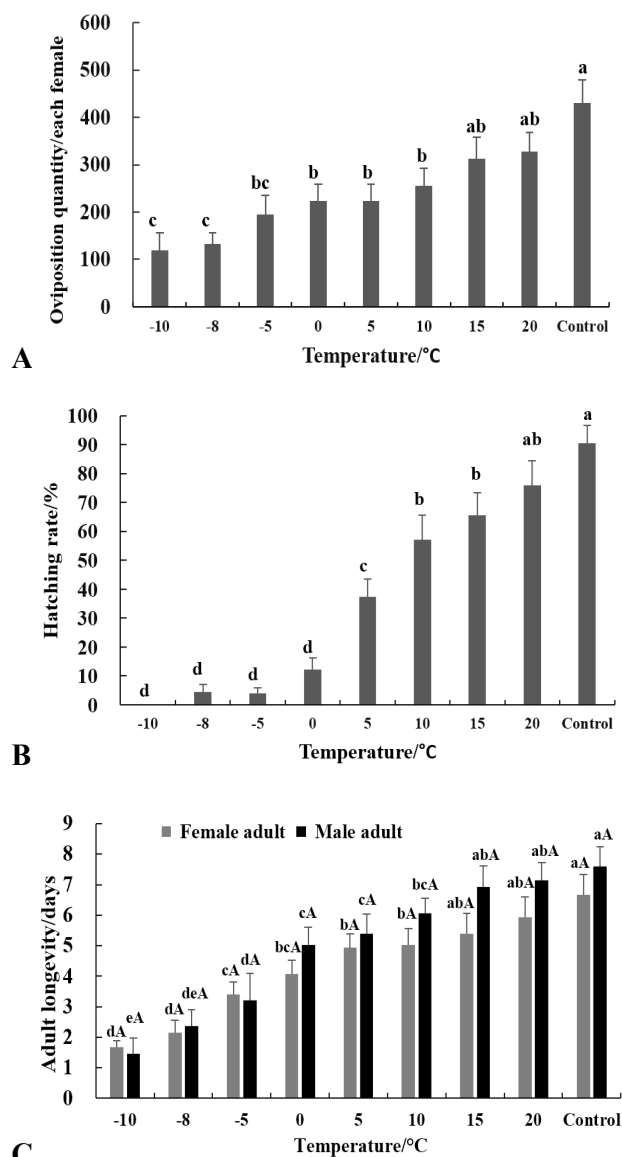 600
500
400
300
200
100
0
Oviposition quantity/each female
c c bc b b b ab ab a
-10 -8 -5 0 5 10 15 20 Control
Temperature/°C
A
100
90
80
70
60
50
40
30
20
10
0
Hatching rate/%
d d d d c b b ab a
-10 -8 -5 0 5 10 15 20 Control
Temperature/°C
B
9
8
7
6
5
4
3
2
1
0
Adult longevity/days
Female adult Male adult
dA eA dA deA cA dA bcA cA bA cA bA bcA abA abA abA abA aA aA
-10 -8 -5 0 5 10 15 20 Control
Temperature/°C
C